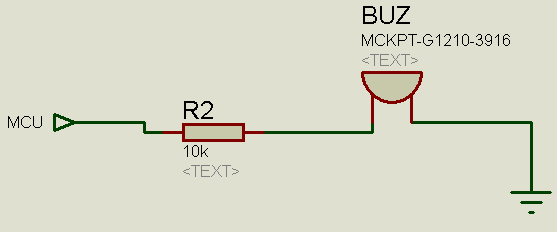 BUZ
MCKPT-G1210-3916
<TEXT>
MCU
R2
10k
<TEXT>